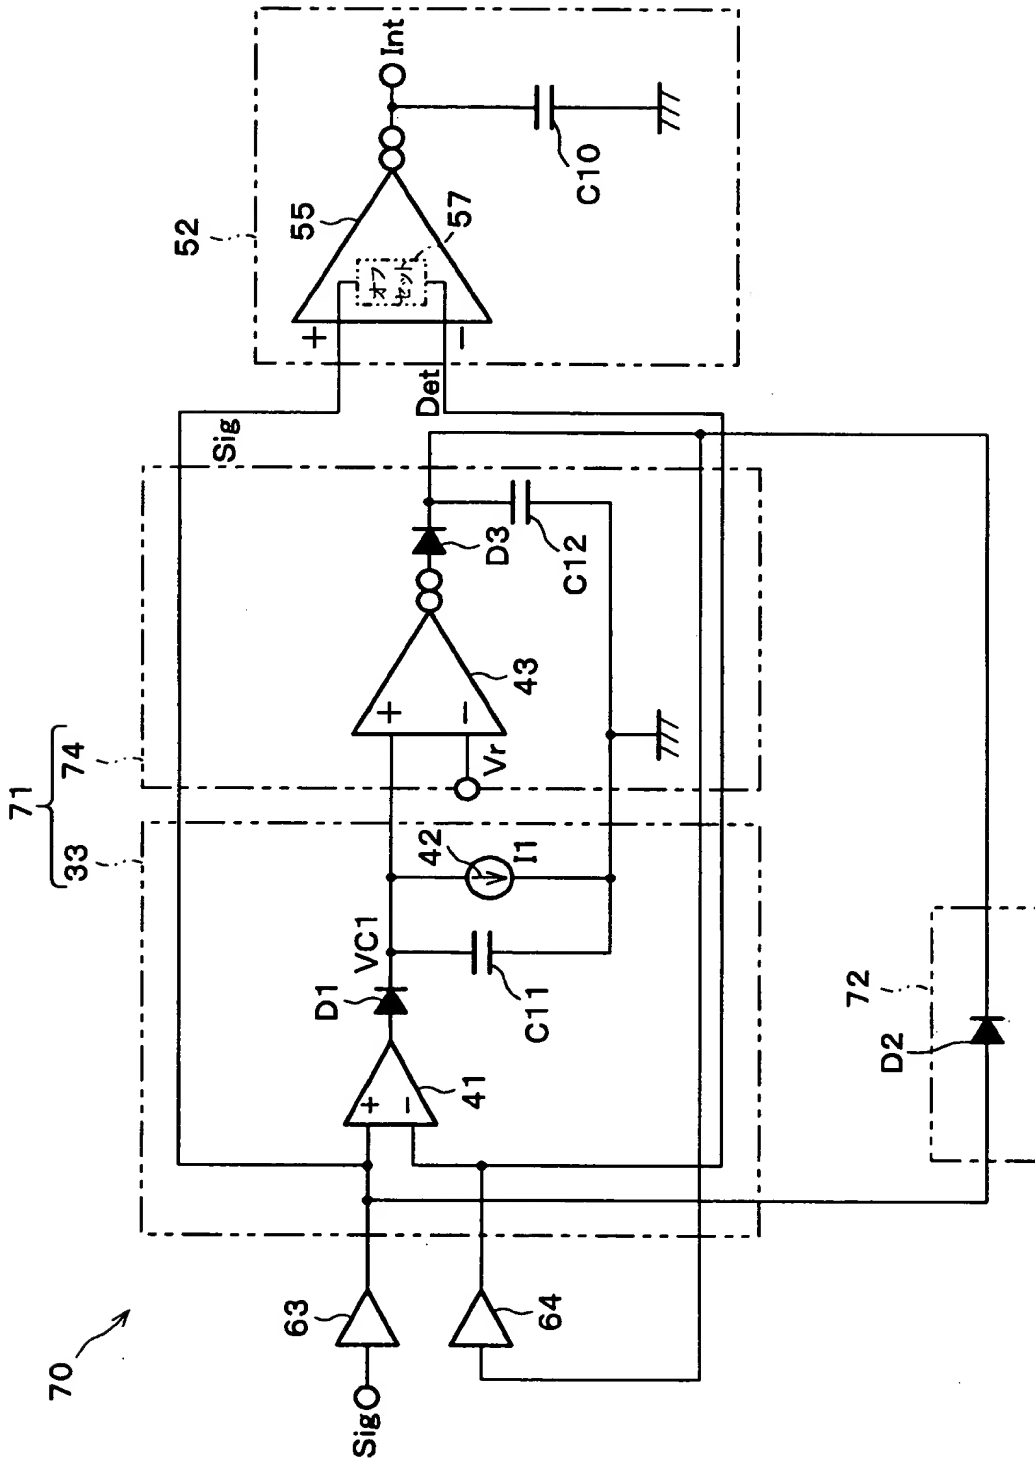 70
Sig
63
64
71
33
74
D1
VC1
41
C11
42
I1
+
−
Vr
+
−
43
D3
C12
Sig
Det
52
+
−
55
オフ
セット
57
Int
C10
72
D2